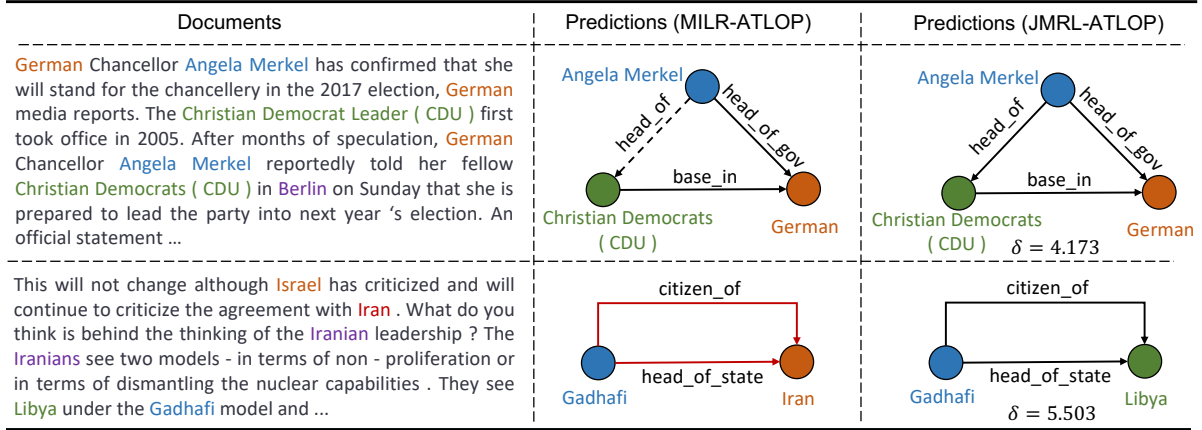 Documents
Predictions (MILR-ATLOP)
Predictions (JMRL-ATLOP)
German Chancellor Angela Merkel has confirmed that she
will stand for the chancellery in the 2017 election, German
media reports. The Christian Democrat Leader ( CDU ) first
took office in 2005. After months of speculation, German
Chancellor Angela Merkel reportedly told her fellow
Christian Democrats ( CDU ) in Berlin on Sunday that she is
prepared to lead the party into next year ‘s election. An
official statement ...
Angela Merkel
head_of
head_of_gov
base_in
Christian Democrats
( CDU )
German
Angela Merkel
head_of
head_of_gov
base_in
Christian Democrats
( CDU )
German
δ = 4.173
This will not change although Israel has criticized and will
continue to criticize the agreement with Iran . What do you
think is behind the thinking of the Iranian leadership ? The
Iranians see two models - in terms of non - proliferation or
in terms of dismantling the nuclear capabilities . They see
Libya under the Gadhafi model and ...
citizen_of
head_of_state
Gadhafi
Iran
citizen_of
head_of_state
Gadhafi
Libya
δ = 5.503